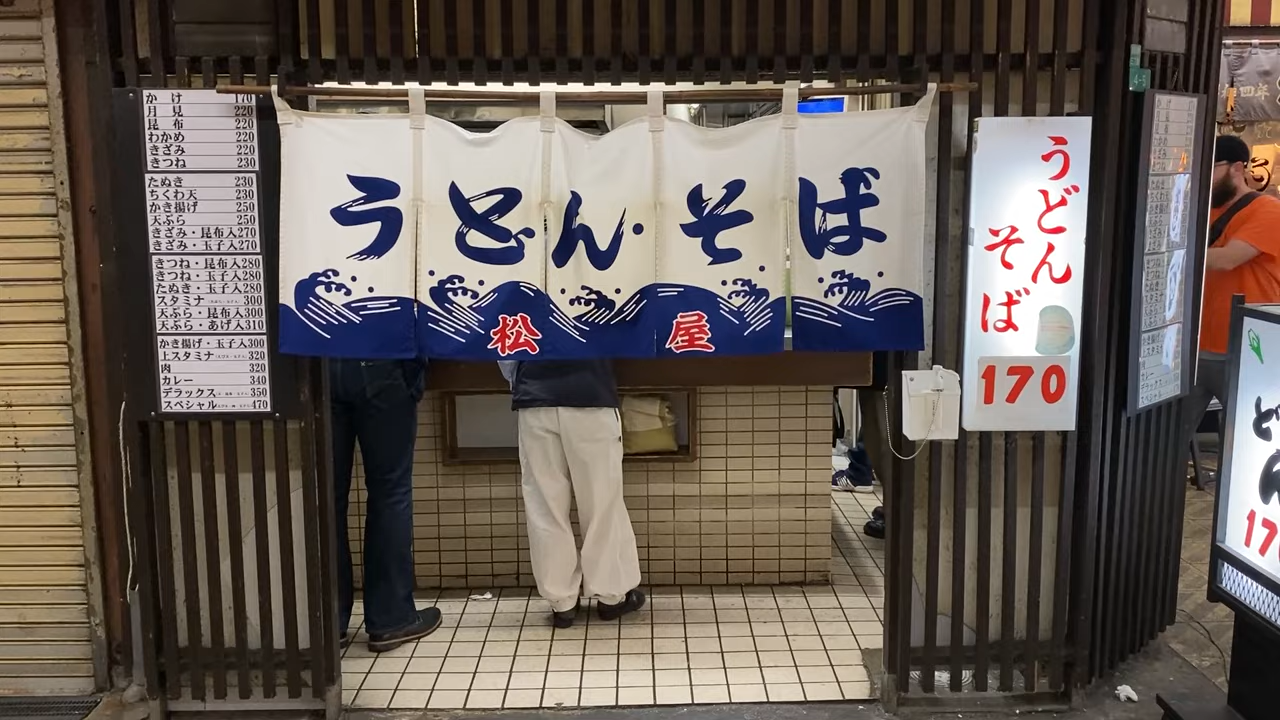 かけ 170
月見 220
昆布 220
わかめ 220
きざみ 220
きつね 230
たぬき 230
ちくわ天 230
かき揚げ 250
天ぷら 250
きざみ・昆布入 270
きざみ・玉子入 270
きつね・昆布入 280
きつね・玉子入 280
たぬき・玉子入 280
スタミナ 300
天ぷら・昆布入 300
天ぷら・あげ入 310
かき揚げ・玉子入 300
上スタミナ 320
肉 320
カレー 340
デラックス 350
スペシャル 470
うどん・そば
松屋
うどん
そば
170